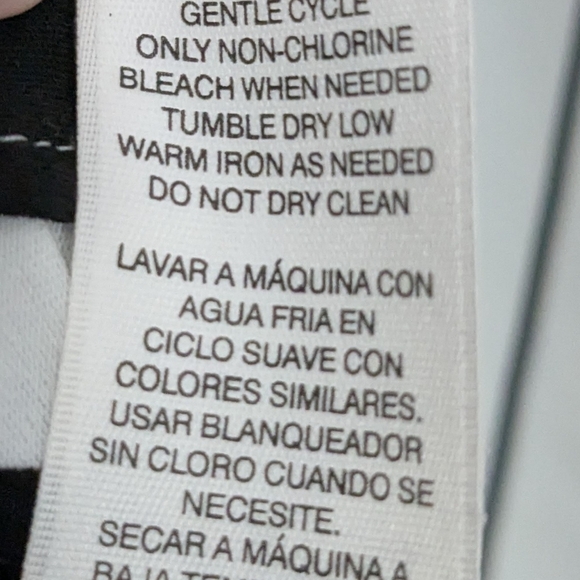 GENTLE CYCLE
ONLY NON-CHLORINE
BLEACH WHEN NEEDED
TUMBLE DRY LOW
WARM IRON AS NEEDED
DO NOT DRY CLEAN
LAVAR A MÁQUINA CON
AGUA FRIA EN
CICLO SUAVE CON
COLORES SIMILARES.
USAR BLANQUEADOR
SIN CLORO CUANDO SE
NECESITE.
SECAR A MÁQUINA A
BAJA